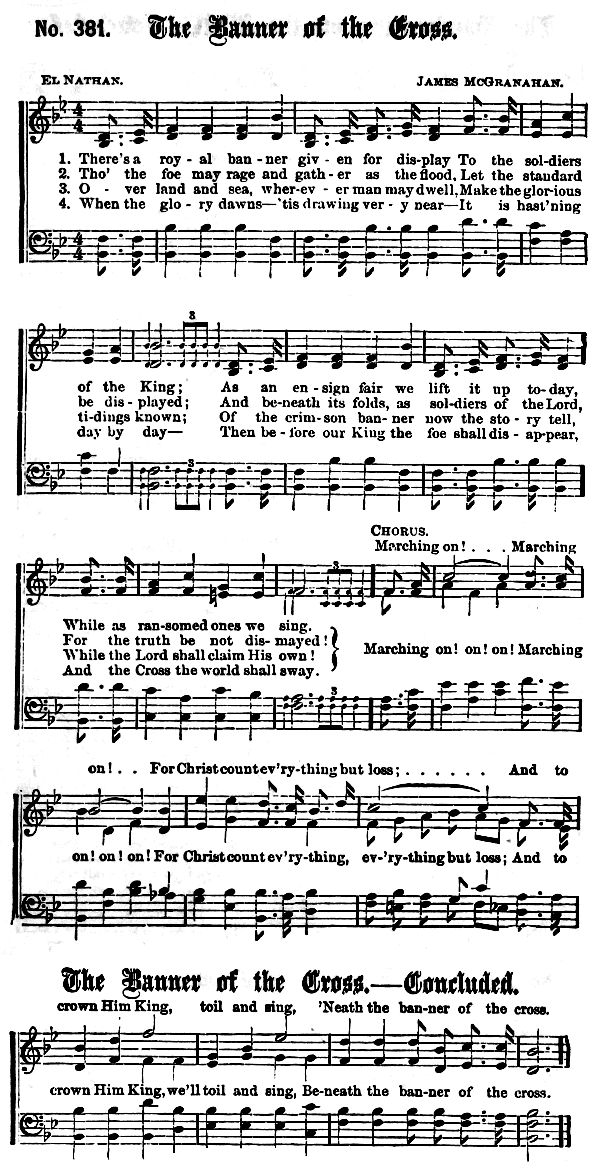 No. 381. The Banner of the Cross.
EL NATHAN. JAMES MCGRANAHAN.
1. There's a roy - al ban - ner giv - en for dis-play To the sol-diers
2. Tho' the foe may rage and gath - er as the flood, Let the standard
3. O - ver land and sea, wher-ev - er man may dwell, Make the glor-ious
4. When the glo - ry dawns—'tis drawing ver - y near—It is hast'ning
3
of the King; As an en - sign fair we lift it up to-day,
be dis - played; And be-neath its folds, as sol-diers of the Lord,
ti-dings known; Of the crim-son ban - ner now the sto - ry tell,
day by day— Then be - fore our King the foe shall dis - ap-pear,
3
CHORUS.
Marching on! . . . Marching
3
While as ran-somed ones we sing.
For the truth be not dis-mayed!
While the Lord shall claim His own!
And the Cross the world shall sway.
Marching on! on! on! Marching
3
on! . . For Christ count ev'ry-thing but loss; . . . . . . And to
on! on! on! For Christ count ev'ry-thing, ev-'ry-thing but loss; And to
The Banner of the Cross.—Concluded.
crown Him King, toil and sing, 'Neath the ban-ner of the cross.
crown Him King, we'll toil and sing, Be-neath the ban-ner of the cross.